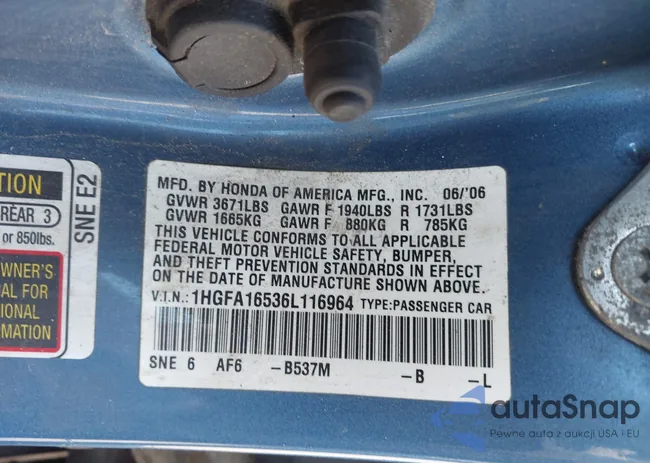 TION
REAR 3
or 850lbs.
OWNER'S
AL FOR
TIONAL
MATION
SNE E2
MFD. BY HONDA OF AMERICA MFG., INC. 06/'06
GVWR 3671LBS GAWR F 1940LBS R 1731LBS
GVWR 1665KG GAWR F 880KG R 785KG
THIS VEHICLE CONFORMS TO ALL APPLICABLE
FEDERAL MOTOR VEHICLE SAFETY, BUMPER,
AND THEFT PREVENTION STANDARDS IN EFFECT
ON THE DATE OF MANUFACTURE SHOWN ABOVE.
V.I.N.: 1HGFA16536L116964 TYPE:PASSENGER CAR
SNE 6 AF6 -B537M -B -L
autoSnap
Pewne auta z aukcji USA i EU